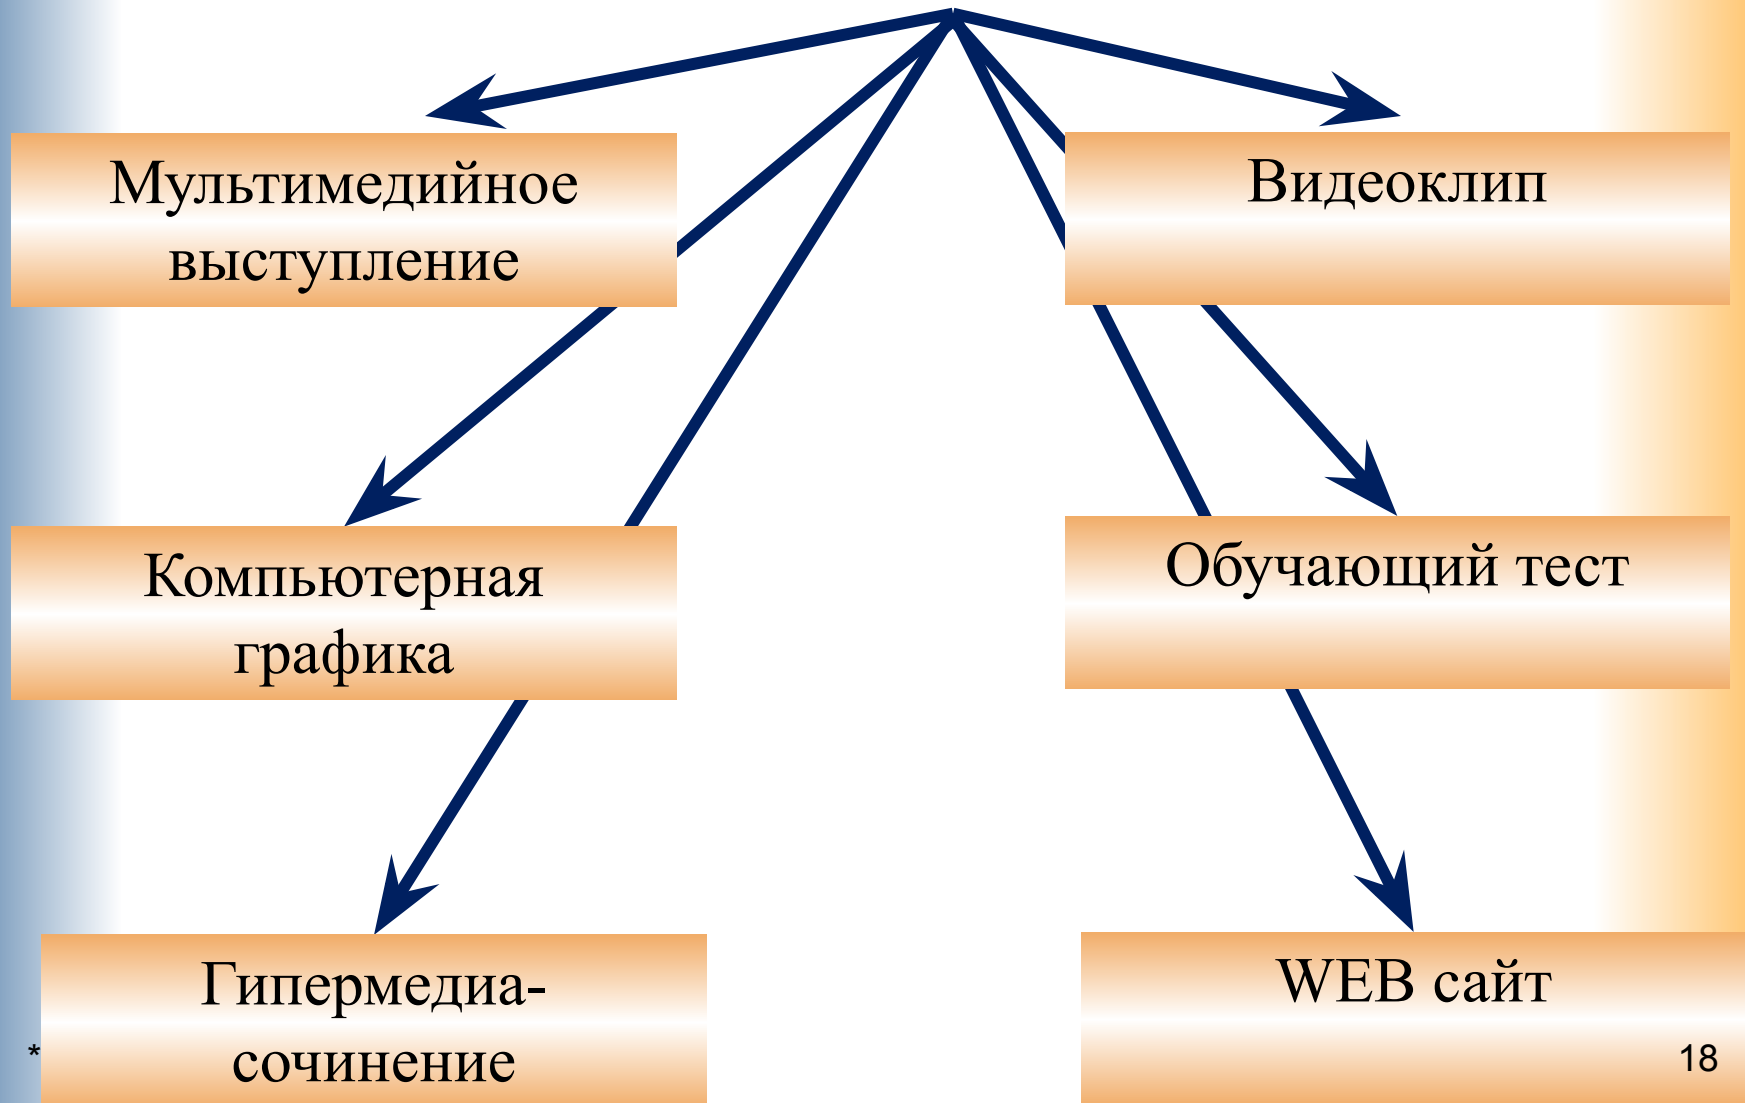 Мультимедийное
выступление
Видеоклип
Компьютерная
графика
Обучающий тест
Гипермедиа-
сочинение
WEB сайт
*
18